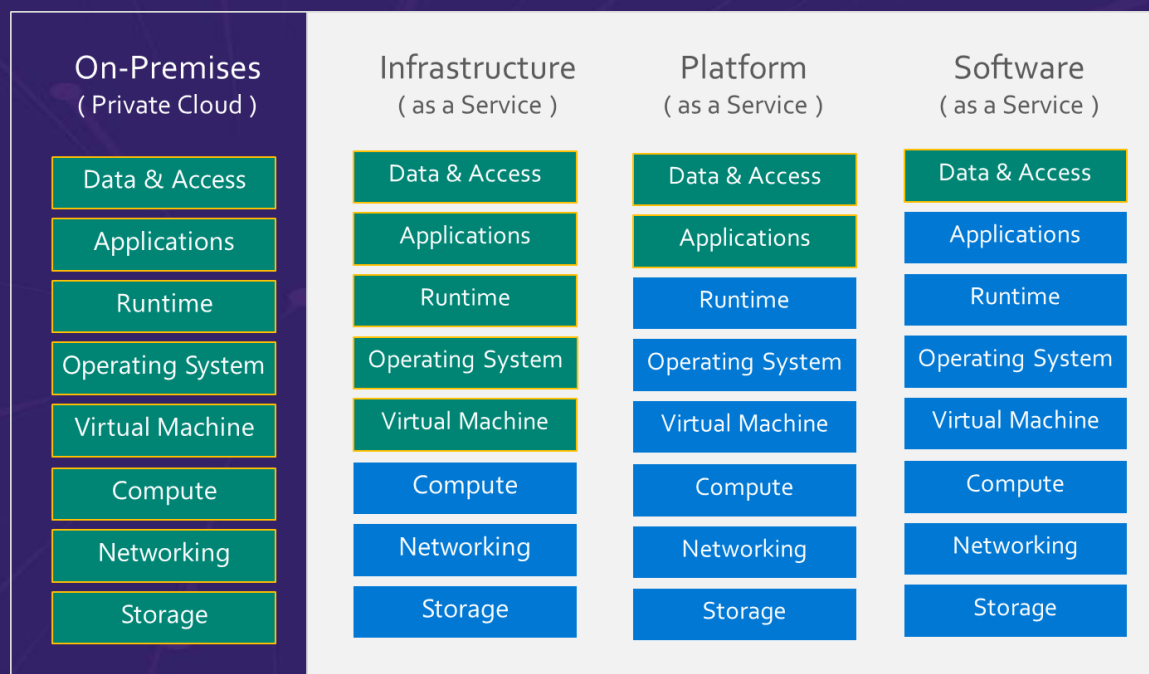 On-Premises
( Private Cloud )
Data & Access
Applications
Runtime
Operating System
Virtual Machine
Compute
Networking
Storage
Infrastructure
( as a Service )
Data & Access
Applications
Runtime
Operating System
Virtual Machine
Compute
Networking
Storage
Platform
( as a Service )
Data & Access
Applications
Runtime
Operating System
Virtual Machine
Compute
Networking
Storage
Software
( as a Service )
Data & Access
Applications
Runtime
Operating System
Virtual Machine
Compute
Networking
Storage